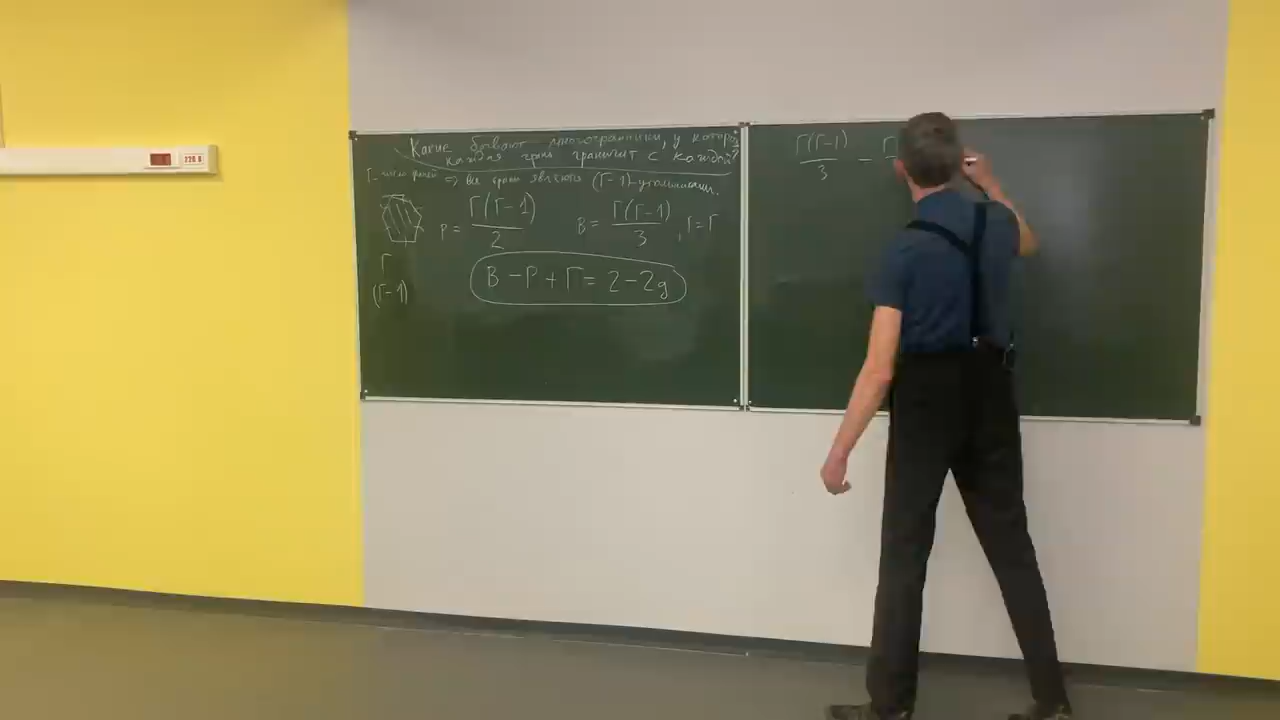 Какие бывают многогранники, у которых
каждая грань граничит с каждой?
Г - число граней => Все грани являются (Г-1)-угольниками.
P = Г(Г-1)/2 B = Г(Г-1)/3 , Г=Г
Г
(Г-1)
B - P + Г = 2 - 2g
Г(Г-1)/3 - Г
220 В